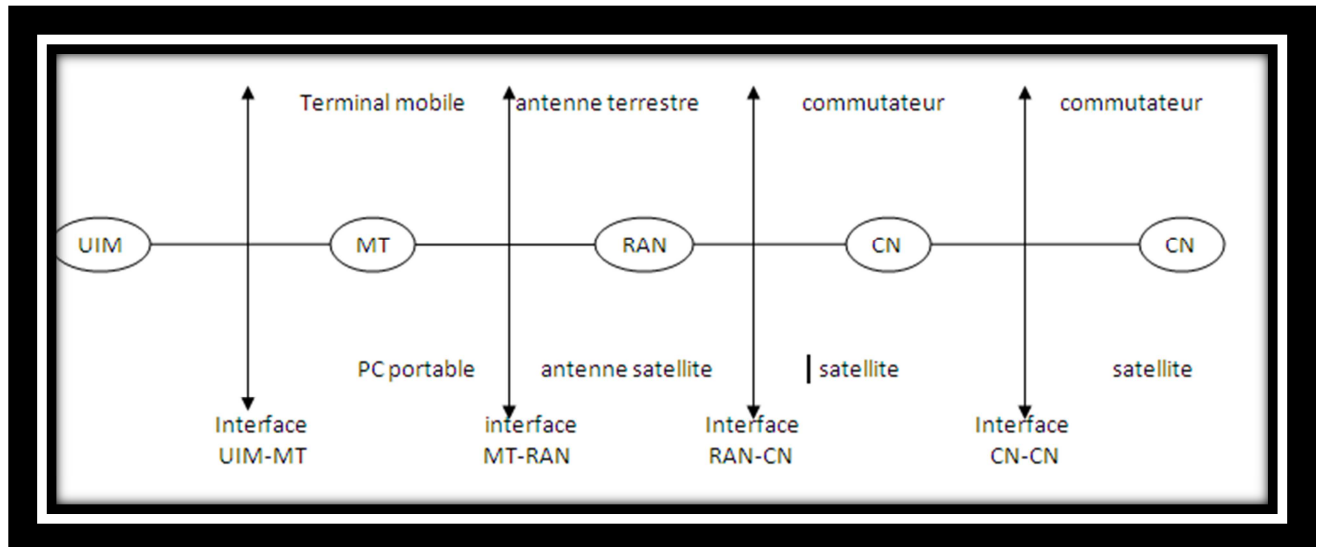 Terminal mobile
antenne terrestre
commutateur
commutateur
UIM
MT
RAN
CN
CN
PC portable
antenne satellite
satellite
satellite
Interface
UIM-MT
interface
MT-RAN
Interface
RAN-CN
Interface
CN-CN